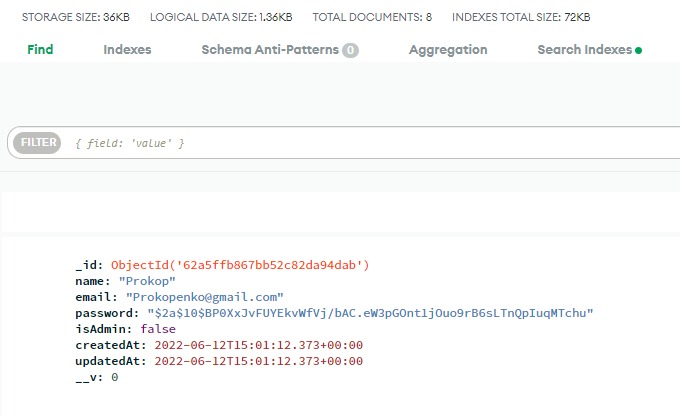 STORAGE SIZE: 36KB LOGICAL DATA SIZE: 1.36KB TOTAL DOCUMENTS: 8 INDEXES TOTAL SIZE: 72KB
Find Indexes Schema Anti-Patterns 0 Aggregation Search Indexes
FILTER { field: 'value' }
_id: ObjectId('62a5ffb867bb52c82da94dab')
name: "Prokop"
email: "Prokopenko@gmail.com"
password: "$2a$10$BP0XxJvFUYEkvWfVj/bAC.eW3pGOnt1jOuo9rB6sLTnQpIuqMTchu"
isAdmin: false
createdAt: 2022-06-12T15:01:12.373+00:00
updatedAt: 2022-06-12T15:01:12.373+00:00
__v: 0